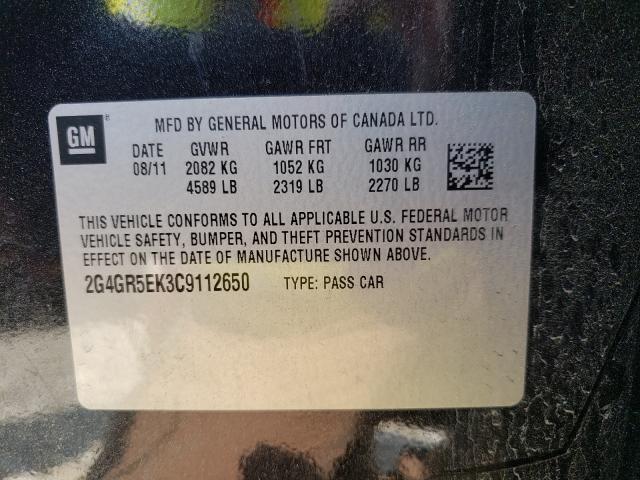 GM ®
MFD BY GENERAL MOTORS OF CANADA LTD.
DATE GVWR GAWR FRT GAWR RR
08/11 2082 KG 1052 KG 1030 KG
4589 LB 2319 LB 2270 LB
THIS VEHICLE CONFORMS TO ALL APPLICABLE U.S. FEDERAL MOTOR
VEHICLE SAFETY, BUMPER, AND THEFT PREVENTION STANDARDS IN
EFFECT ON THE DATE OF MANUFACTURE SHOWN ABOVE.
2G4GR5EK3C9112650 TYPE: PASS CAR